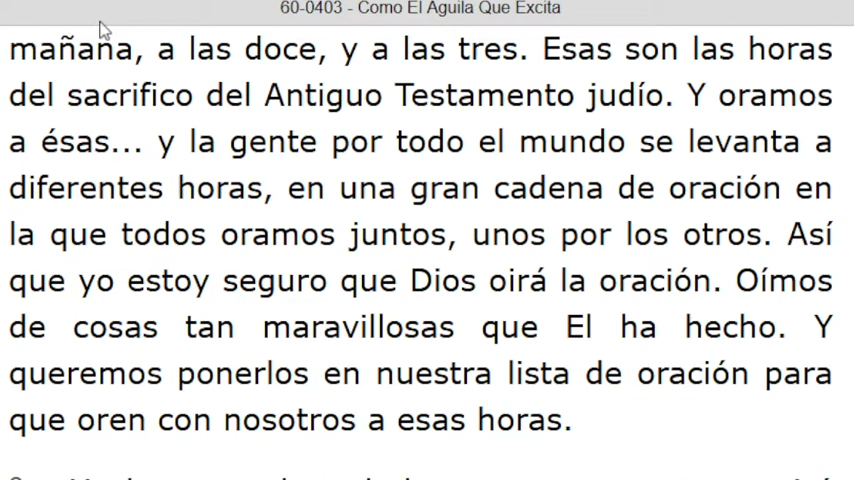 60-0403 - Como El Aguila Que Excita
mañana, a las doce, y a las tres. Esas son las horas
del sacrifico del Antiguo Testamento judío. Y oramos
a ésas... y la gente por todo el mundo se levanta a
diferentes horas, en una gran cadena de oración en
la que todos oramos juntos, unos por los otros. Así
que yo estoy seguro que Dios oirá la oración. Oímos
de cosas tan maravillosas que El ha hecho. Y
queremos ponerlos en nuestra lista de oración para
que oren con nosotros a esas horas.